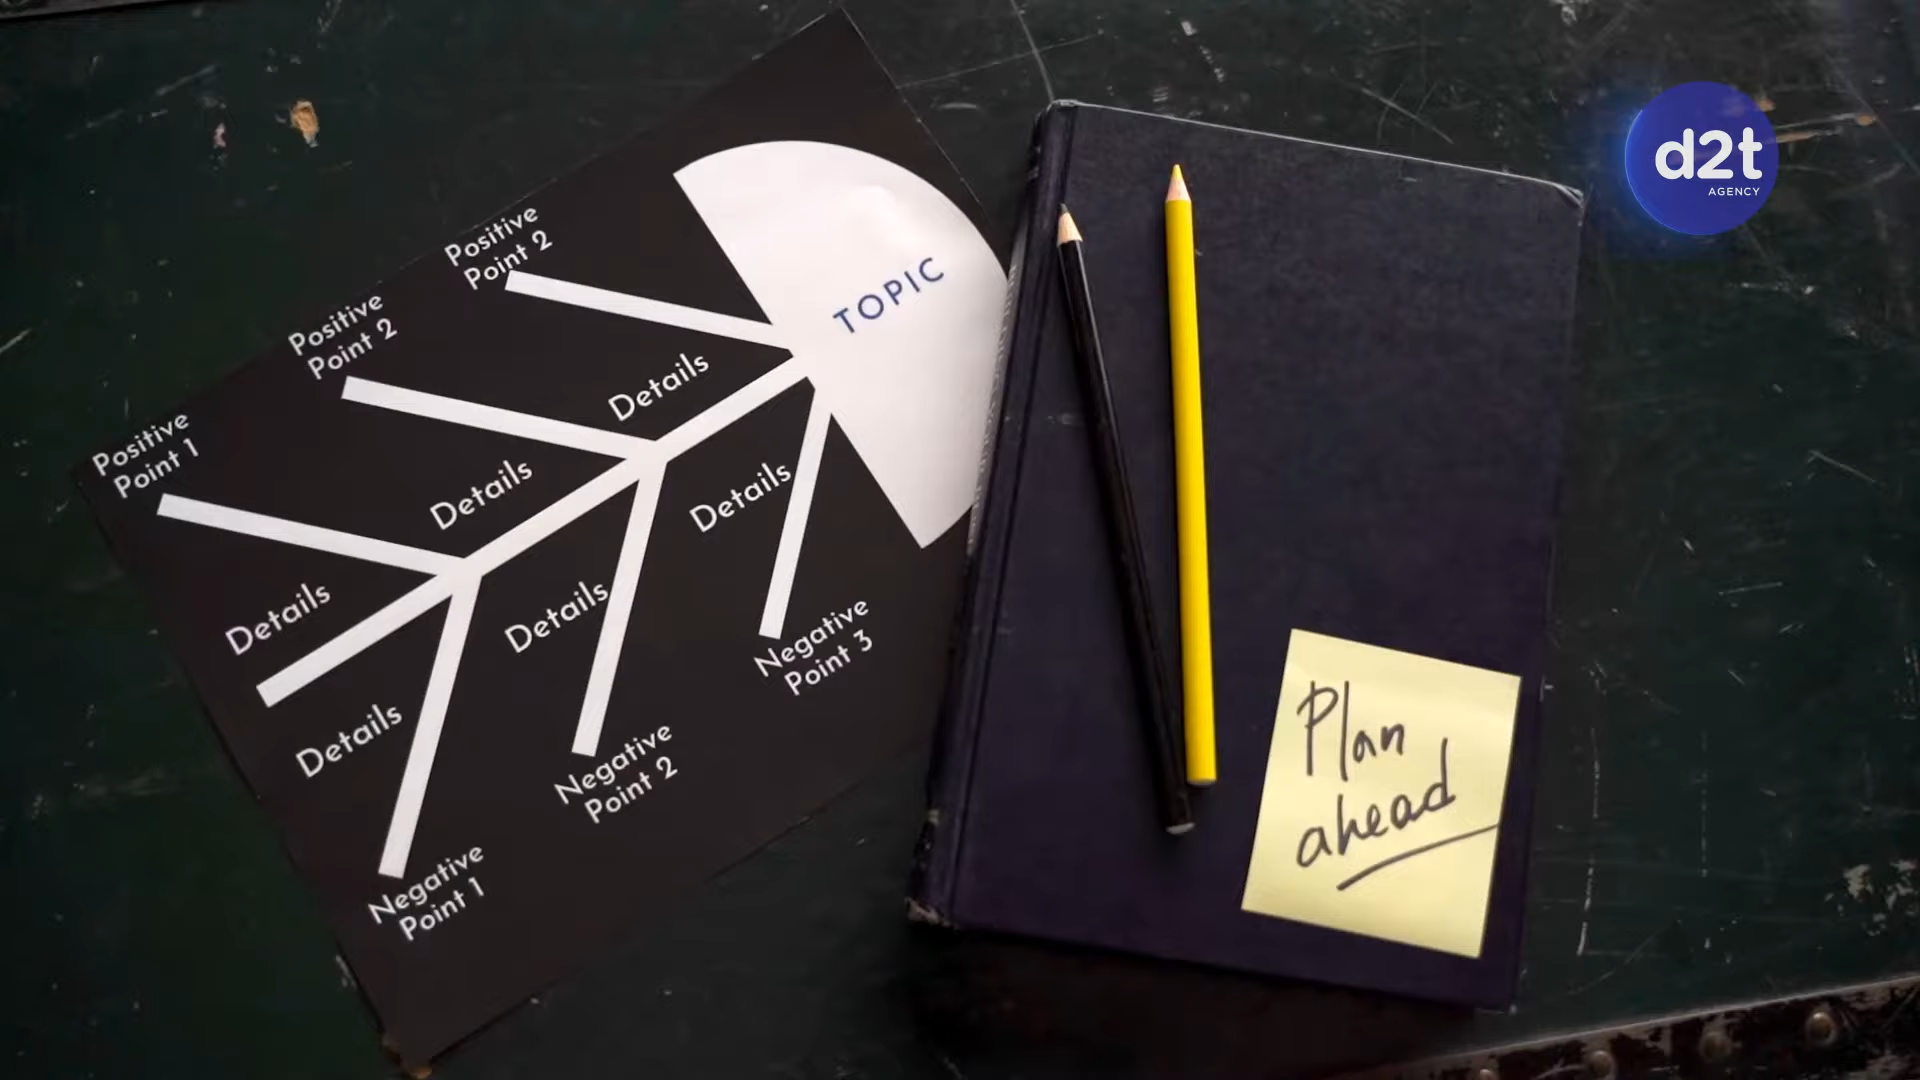 Positive
Point 2
Positive
Point 2
Positive
Point 1
TOPIC
Details
Details
Details
Details
Details
Details
Negative
Point 3
Negative
Point 2
Negative
Point 1
Plan
ahead
d2t
AGENCY